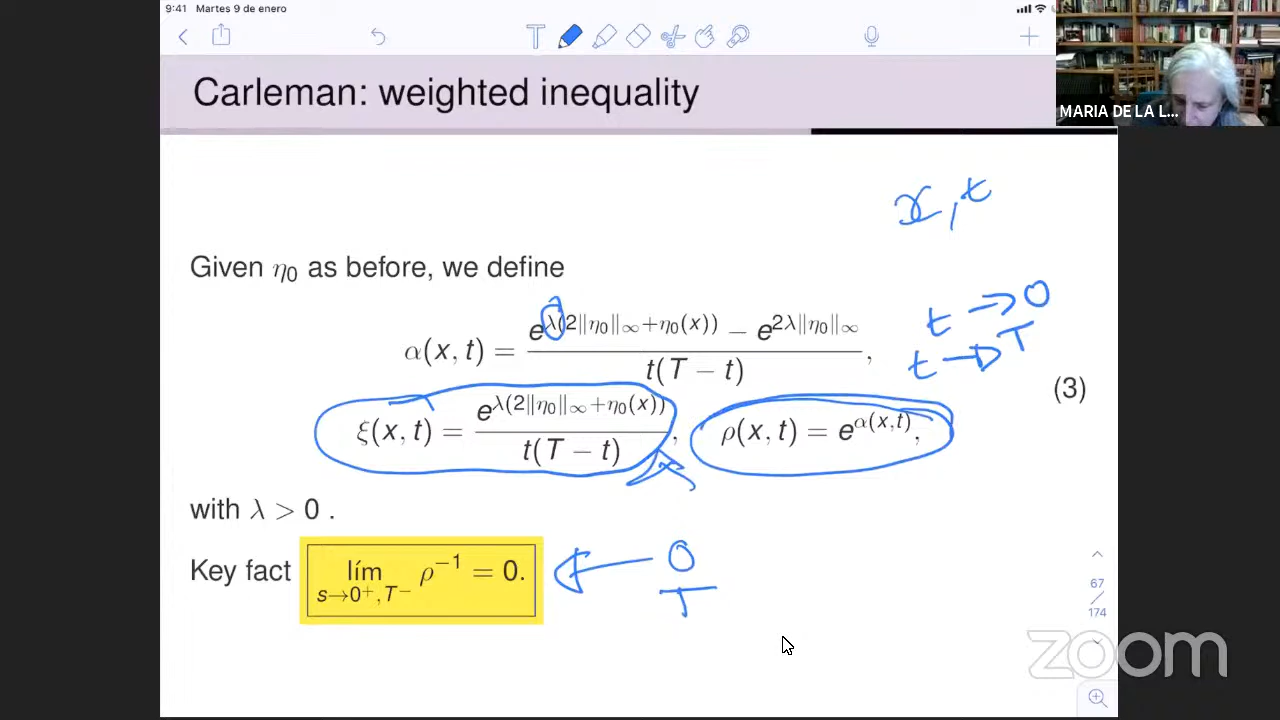 9:41 Martes 9 de enero
Carleman: weighted inequality
MARIA DE LA L...
x, t
Given η₀ as before, we define
t → 0
t → T
α(x, t) = \frac{e^{λ(2‖η₀‖_∞+η₀(x))} − e^{2λ‖η₀‖_∞}}{t(T − t)},
(3)
ξ(x, t) = \frac{e^{λ(2‖η₀‖_∞+η₀(x))}}{t(T − t)}, ρ(x, t) = e^{α(x,t)},
with λ > 0 .
Key fact lím_{s→0⁺,T⁻} ρ^{−1} = 0.
0
T
67
/
174
zoom